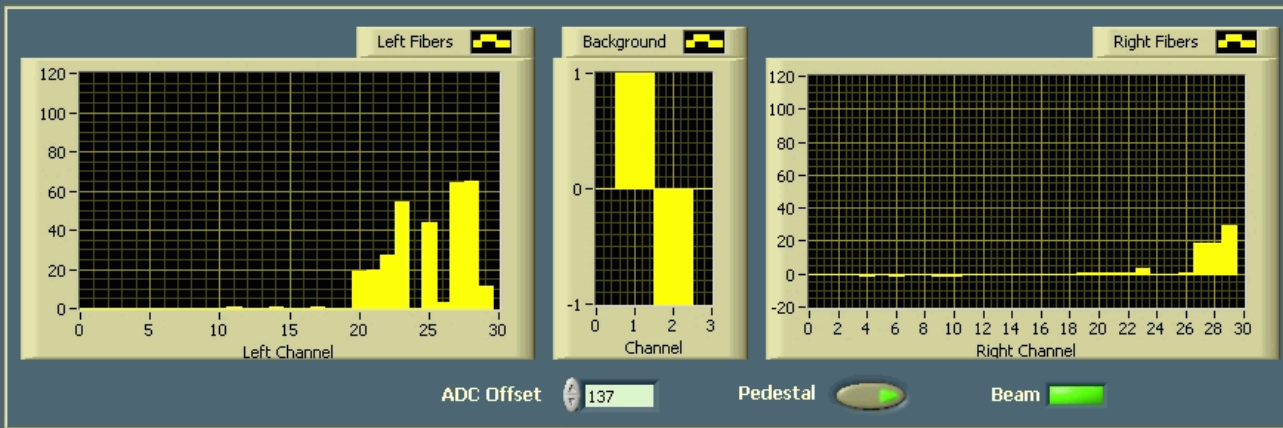 Left Fibers
120
100
80
60
40
20
0
0 5 10 15 20 25 30
Left Channel
Background
1
0
-1
0 1 2 3
Channel
Right Fibers
120
100
80
60
40
20
0
-20
0 2 4 6 8 10 12 14 16 18 20 22 24 26 28 30
Right Channel
ADC Offset 137 Pedestal Beam